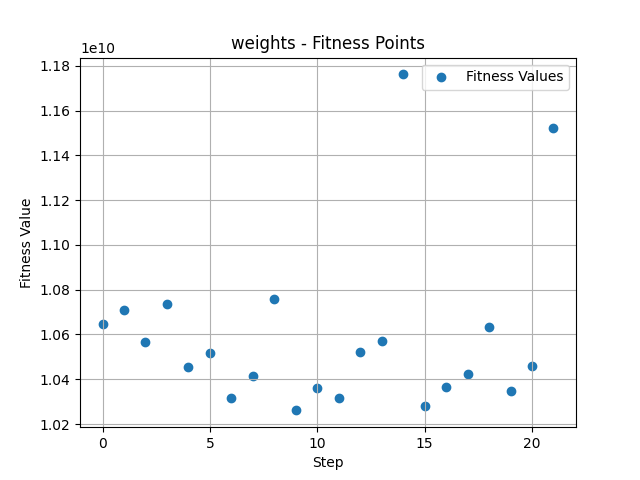 weights - Fitness Points
1e10
Fitness Values
1.18
1.16
1.14
1.12
1.10
1.08
1.06
1.04
1.02
Fitness Value
0 5 10 15 20
Step